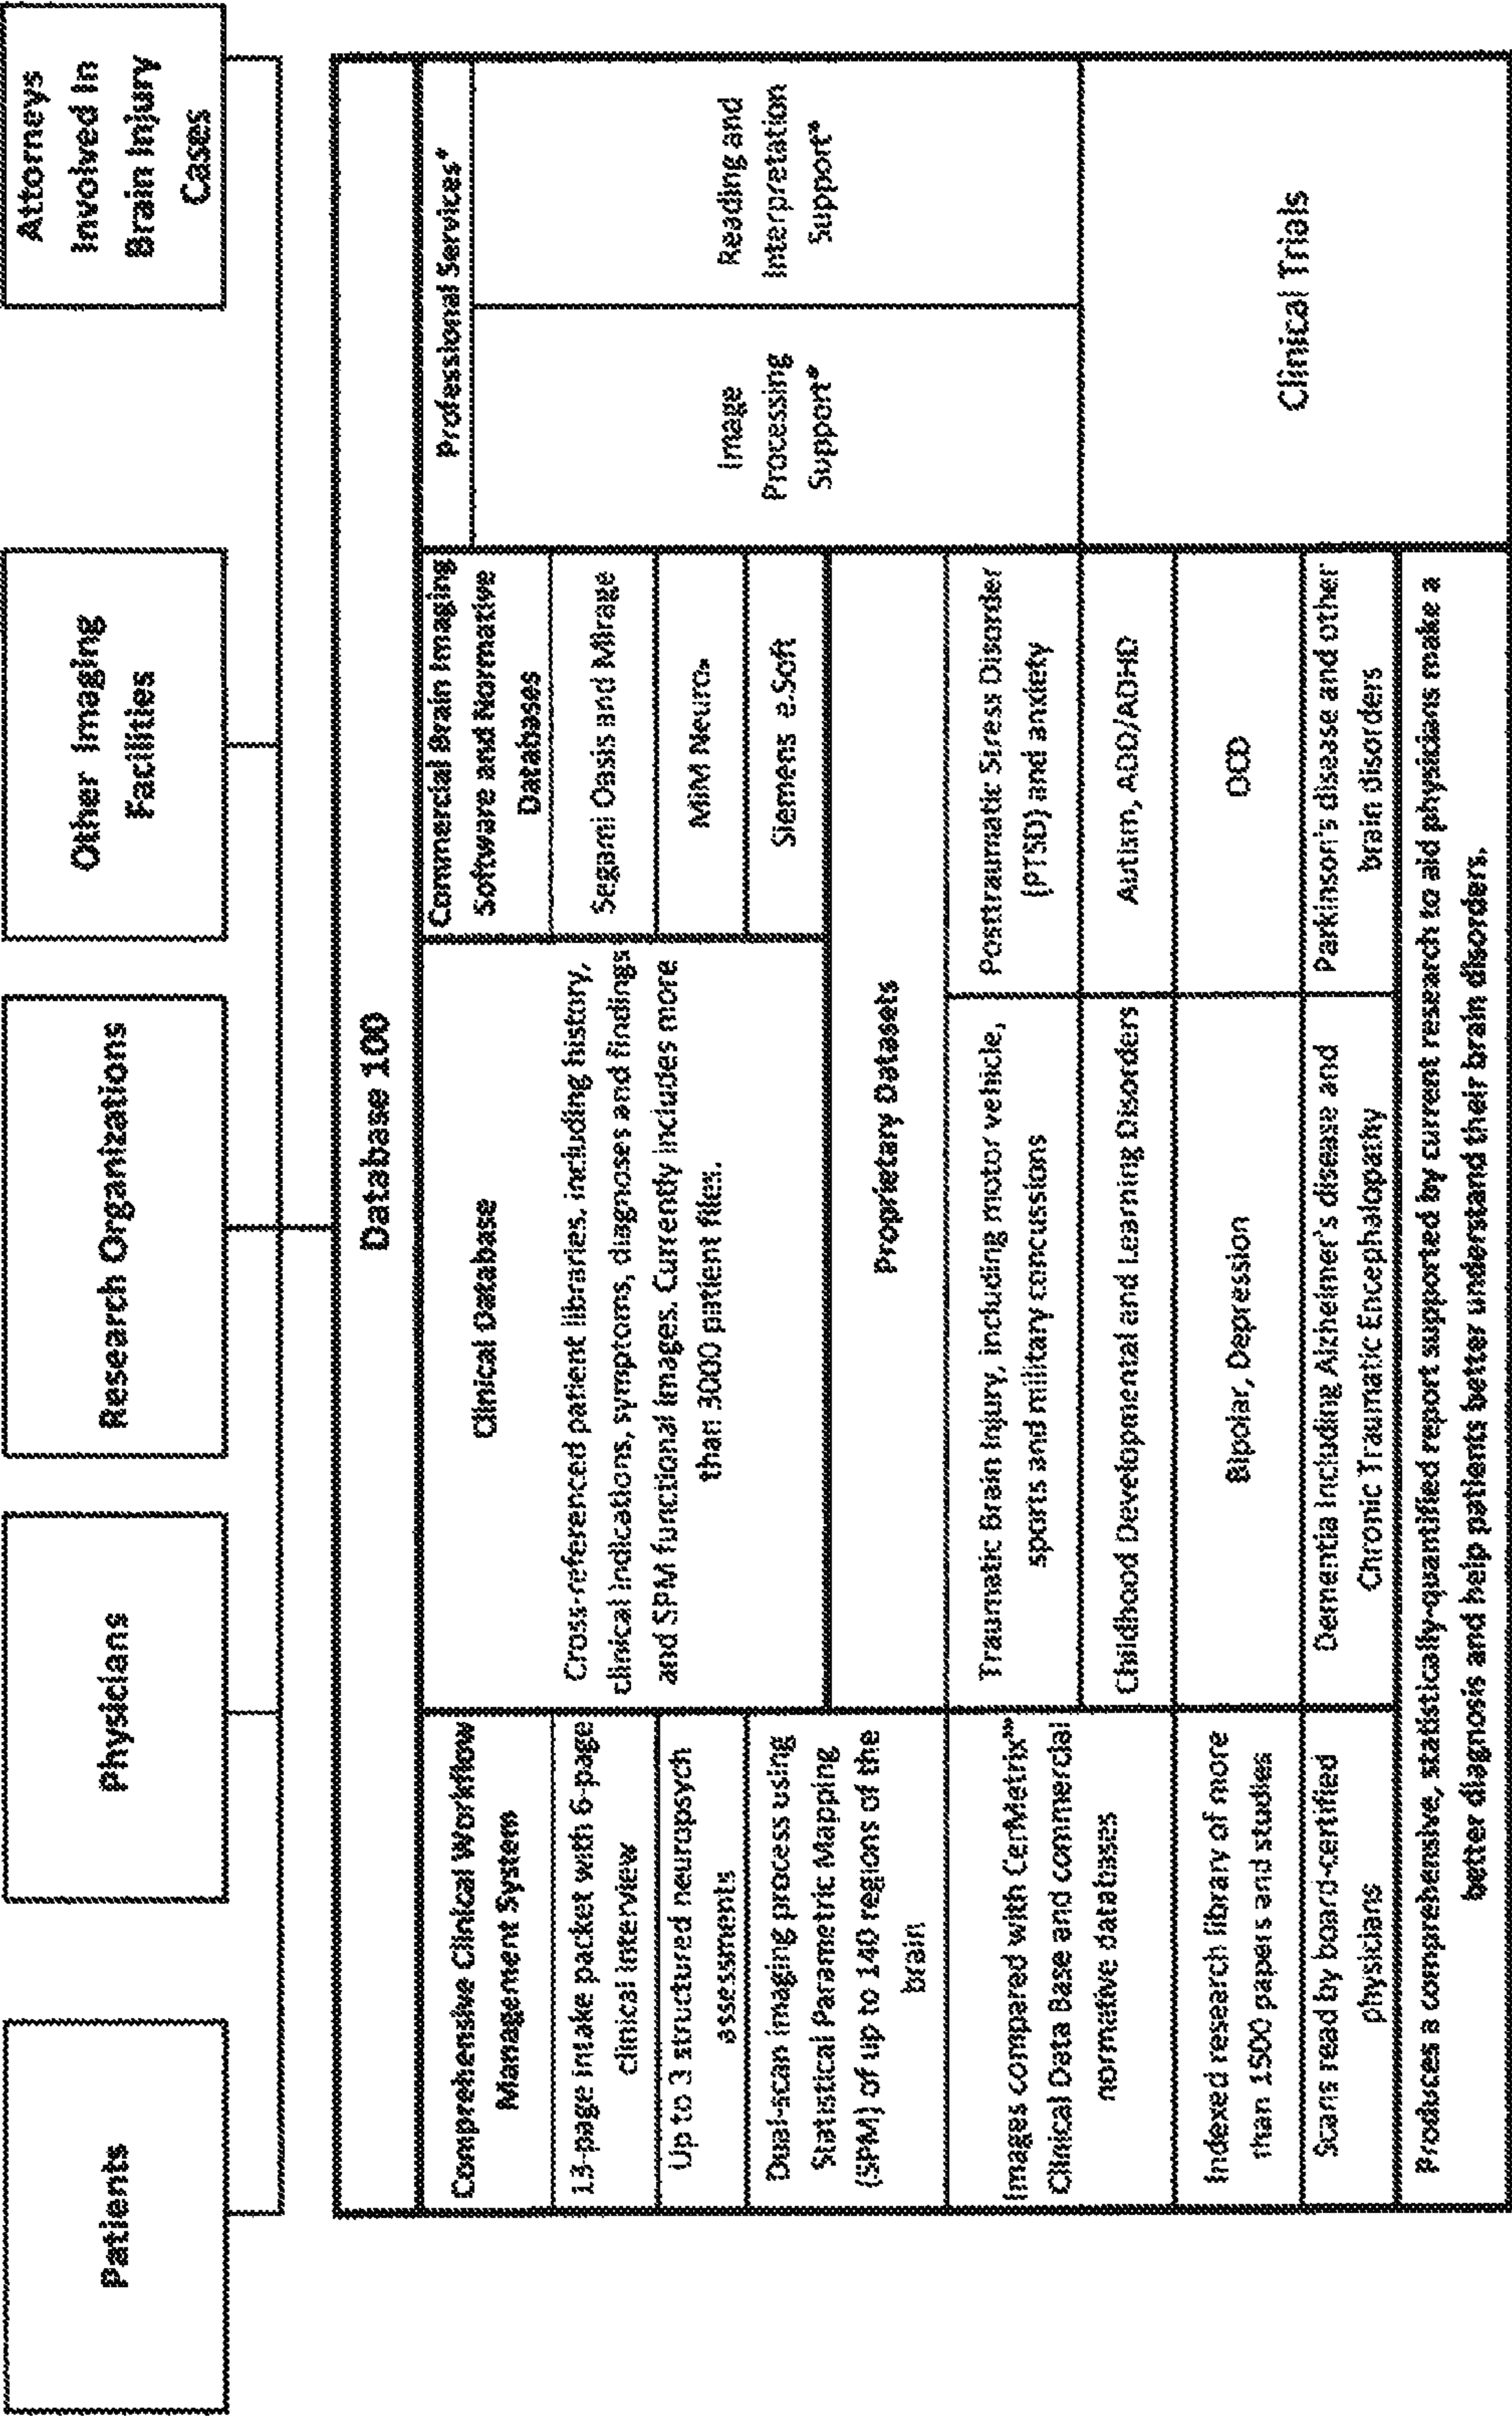 Patients
Physicians
Research Organizations
Other Imaging
Facilities
Attorneys
Involved In
Brain Injury
Cases
Database 100
Comprehensive Clinical Workflow
Management System
13-page intake packet with 6-page
clinical interview
Up to 3 structured neuropsych
assessments
Dual-scan imaging process using
Statistical Parametric Mapping
(SPM) of up to 140 regions of the
brain
Images compared with CerMetrix™
Clinical Data Base and commercial
normative databases
Indexed research library of more
than 1500 papers and studies
Scans read by board-certified
physicians
Clinical Database
Cross-referenced patient libraries, including history,
clinical indications, symptoms, diagnoses and findings
and SPM functional images. Currently includes more
than 3000 patient files.
Commercial Brain Imaging
Software and Normative
Databases
Segami Oasis and Mirage
MIM Neuro
Siemens e.Soft
Proprietary Datasets
Traumatic Brain Injury, including motor vehicle,
sports and military concussions
Posttraumatic Stress Disorder
(PTSD) and anxiety
Childhood Developmental and Learning Disorders
Autism, ADD/ADHD
Bipolar, Depression
OCD
Dementia including Alzheimer's disease and
Chronic Traumatic Encephalopathy
Parkinson's disease and other
brain disorders
Professional Services*
Image
Processing
Support*
Reading and
Interpretation
Support*
Clinical Trials
Produces a comprehensive, statistically-quantified report supported by current research to aid physicians make a
better diagnosis and help patients better understand their brain disorders.